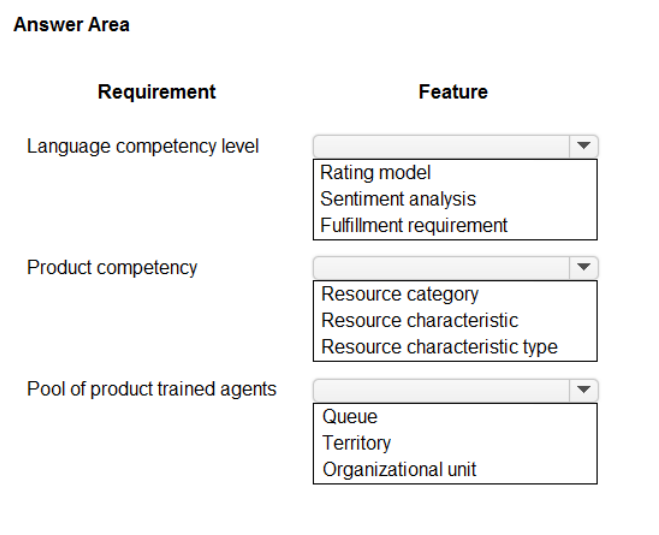 Answer Area
Requirement Feature
Language competency level
Rating model
Sentiment analysis
Fulfillment requirement
Product competency
Resource category
Resource characteristic
Resource characteristic type
Pool of product trained agents
Queue
Territory
Organizational unit